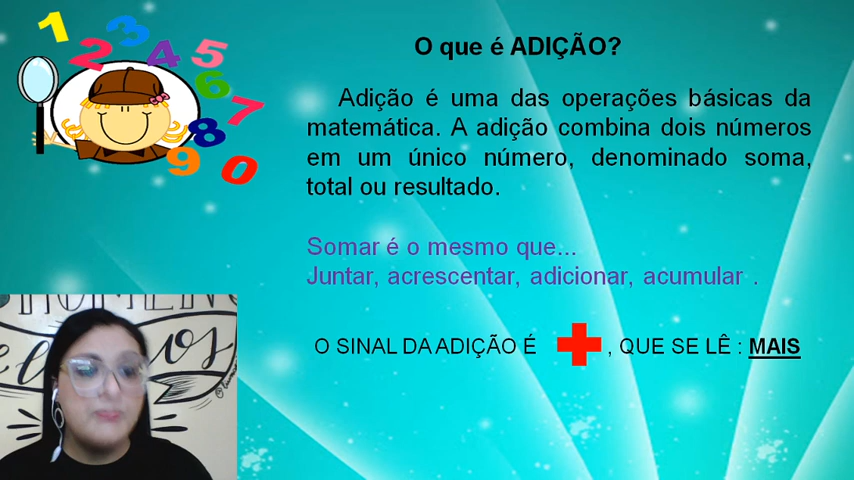 1 2 3 4 5 6 7 8 9 0
O que é ADIÇÃO?
Adição é uma das operações básicas da
matemática. A adição combina dois números
em um único número, denominado soma,
total ou resultado.
Somar é o mesmo que...
Juntar, acrescentar, adicionar, acumular .
O SINAL DA ADIÇÃO É + , QUE SE LÊ : MAIS